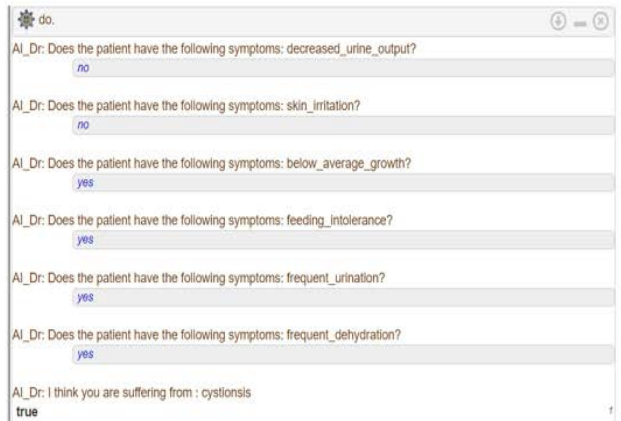 do.
AI_Dr: Does the patient have the following symptoms: decreased_urine_output?
no
AI_Dr: Does the patient have the following symptoms: skin_irritation?
no
AI_Dr: Does the patient have the following symptoms: below_average_growth?
yes
AI_Dr: Does the patient have the following symptoms: feeding_intolerance?
yes
AI_Dr: Does the patient have the following symptoms: frequent_urination?
yes
AI_Dr: Does the patient have the following symptoms: frequent_dehydration?
yes
AI_Dr: I think you are suffering from : cystionsis
true
1